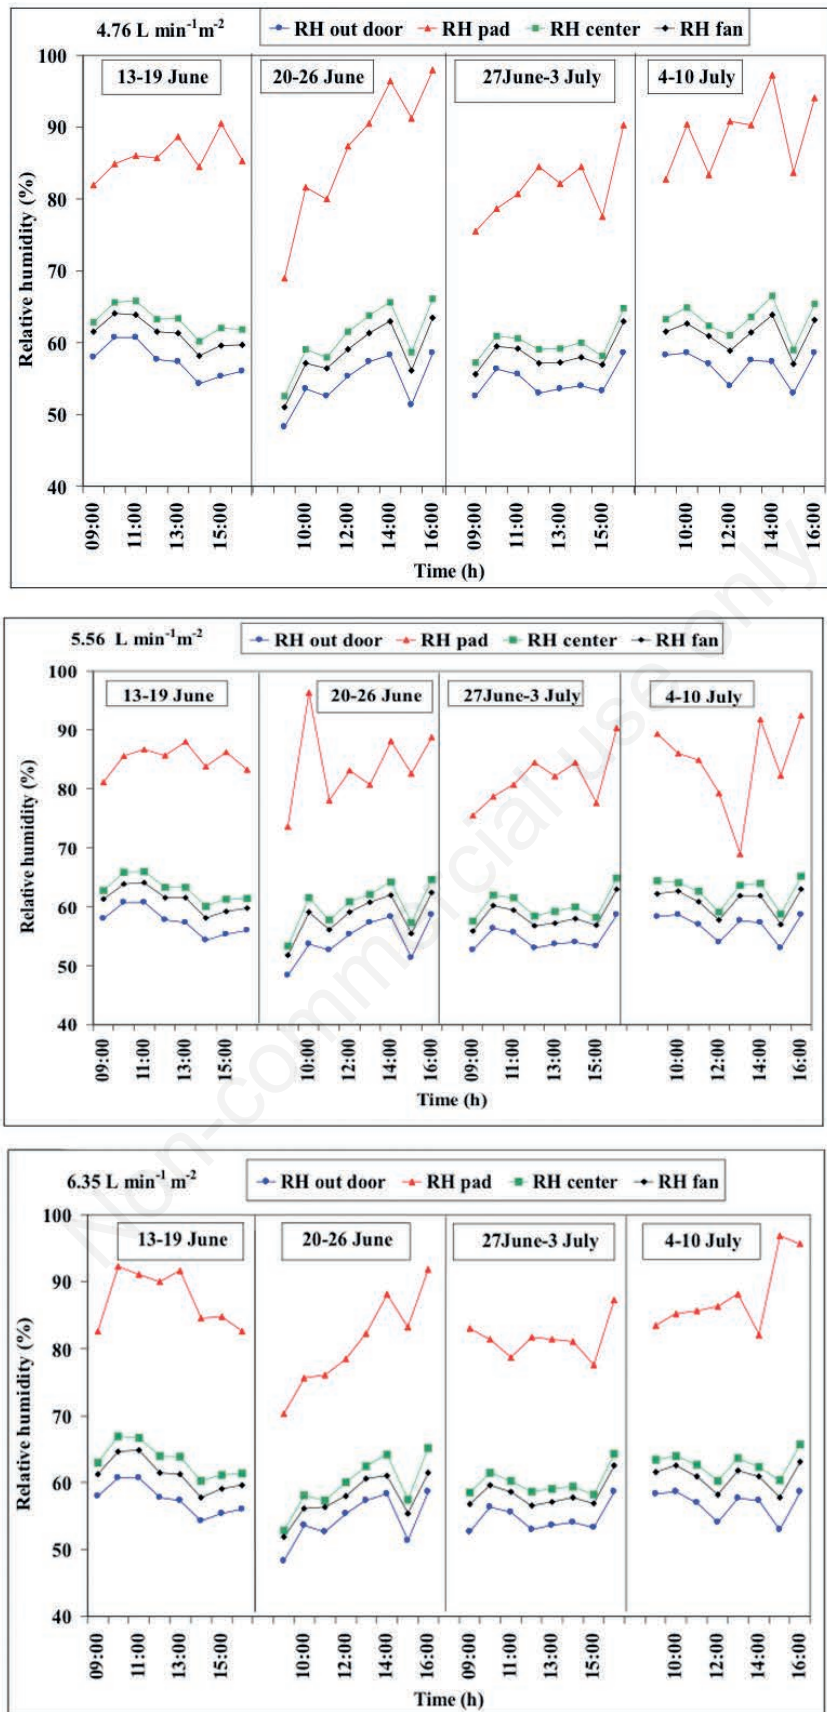 4.76 L min⁻¹m⁻²
RH out door RH pad RH center RH fan
13-19 June 20-26 June 27June-3 July 4-10 July
Relative humidity (%)
100
90
80
70
60
50
40
09:00 11:00 13:00 15:00 10:00 12:00 14:00 16:00 09:00 11:00 13:00 15:00 10:00 12:00 14:00 16:00
Time (h)
5.56 L min⁻¹m⁻²
RH out door RH pad RH center RH fan
13-19 June 20-26 June 27June-3 July 4-10 July
Relative humidity (%)
100
90
80
70
60
50
40
09:00 11:00 13:00 15:00 10:00 12:00 14:00 16:00 09:00 11:00 13:00 15:00 10:00 12:00 14:00 16:00
Time (h)
6.35 L min⁻¹ m⁻²
RH out door RH pad RH center RH fan
13-19 June 20-26 June 27June-3 July 4-10 July
Relative humidity (%)
100
90
80
70
60
50
40
09:00 11:00 13:00 15:00 10:00 12:00 14:00 16:00 09:00 11:00 13:00 15:00 10:00 12:00 14:00 16:00
Time (h)
Non-commercial use only